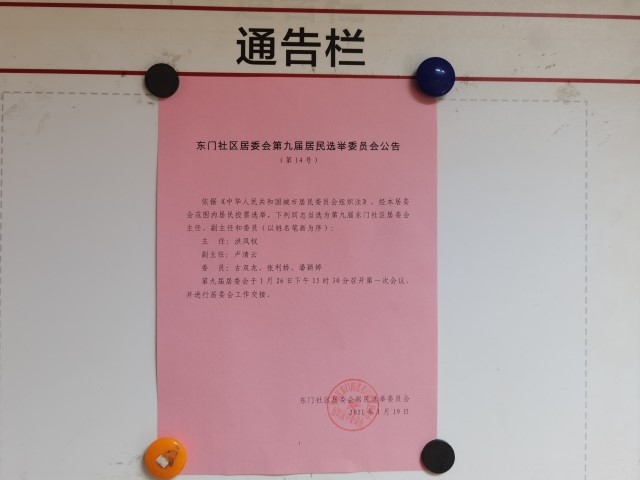 通告栏
东门社区居委会第九届居民选举委员会公告
（第14号）
依据《中华人民共和国城市居民委员会组织法》，经本居委
会范围内居民投票选举，下列同志当选为第九届东门社区居委会
主任、副主任和委员（以姓名笔画为序）：
主　任：洪凤权
副主任：卢清云
委　员：古双龙、张利娇、潘颖婷
第九届居委会于1月26日下午15时30分召开第一次会议，
并进行居委会工作交接。
东门社区居委会居民选举委员会
2021年1月19日